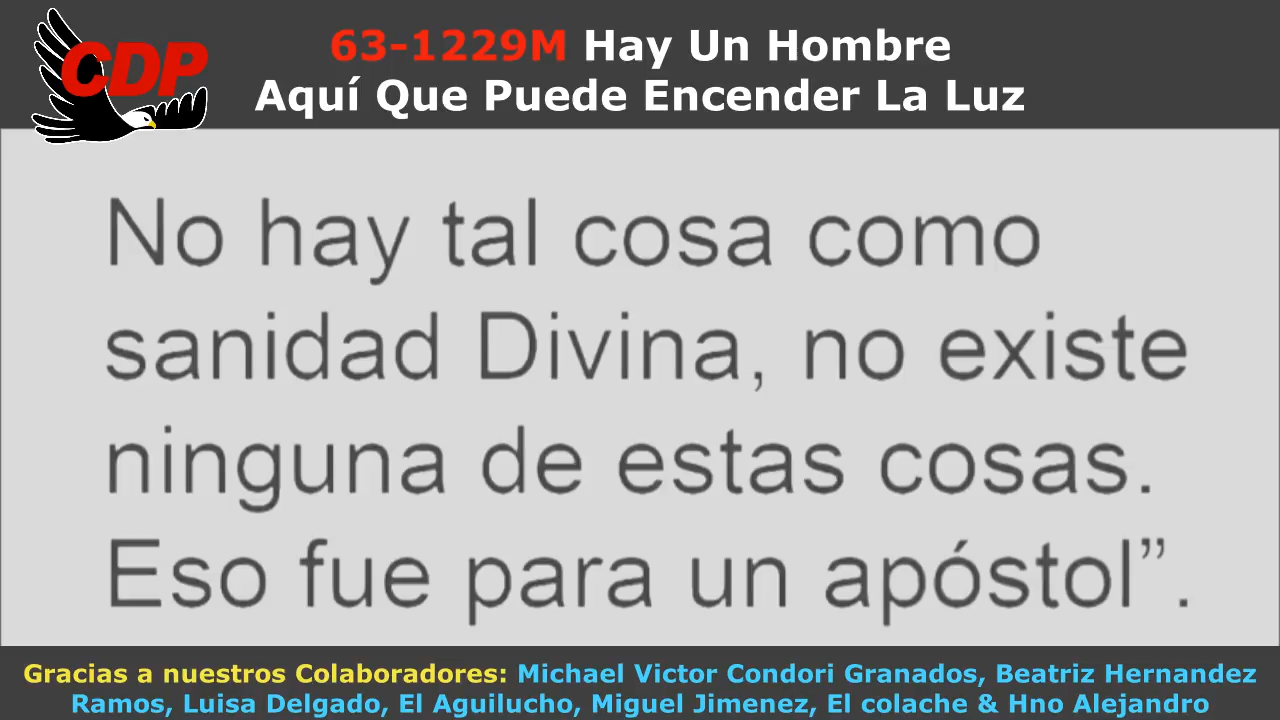 CDP
63-1229M Hay Un Hombre
Aquí Que Puede Encender La Luz
No hay tal cosa como
sanidad Divina, no existe
ninguna de estas cosas.
Eso fue para un apóstol”.
Gracias a nuestros Colaboradores: Michael Victor Condori Granados, Beatriz Hernandez
Ramos, Luisa Delgado, El Aguilucho, Miguel Jimenez, El colache & Hno Alejandro